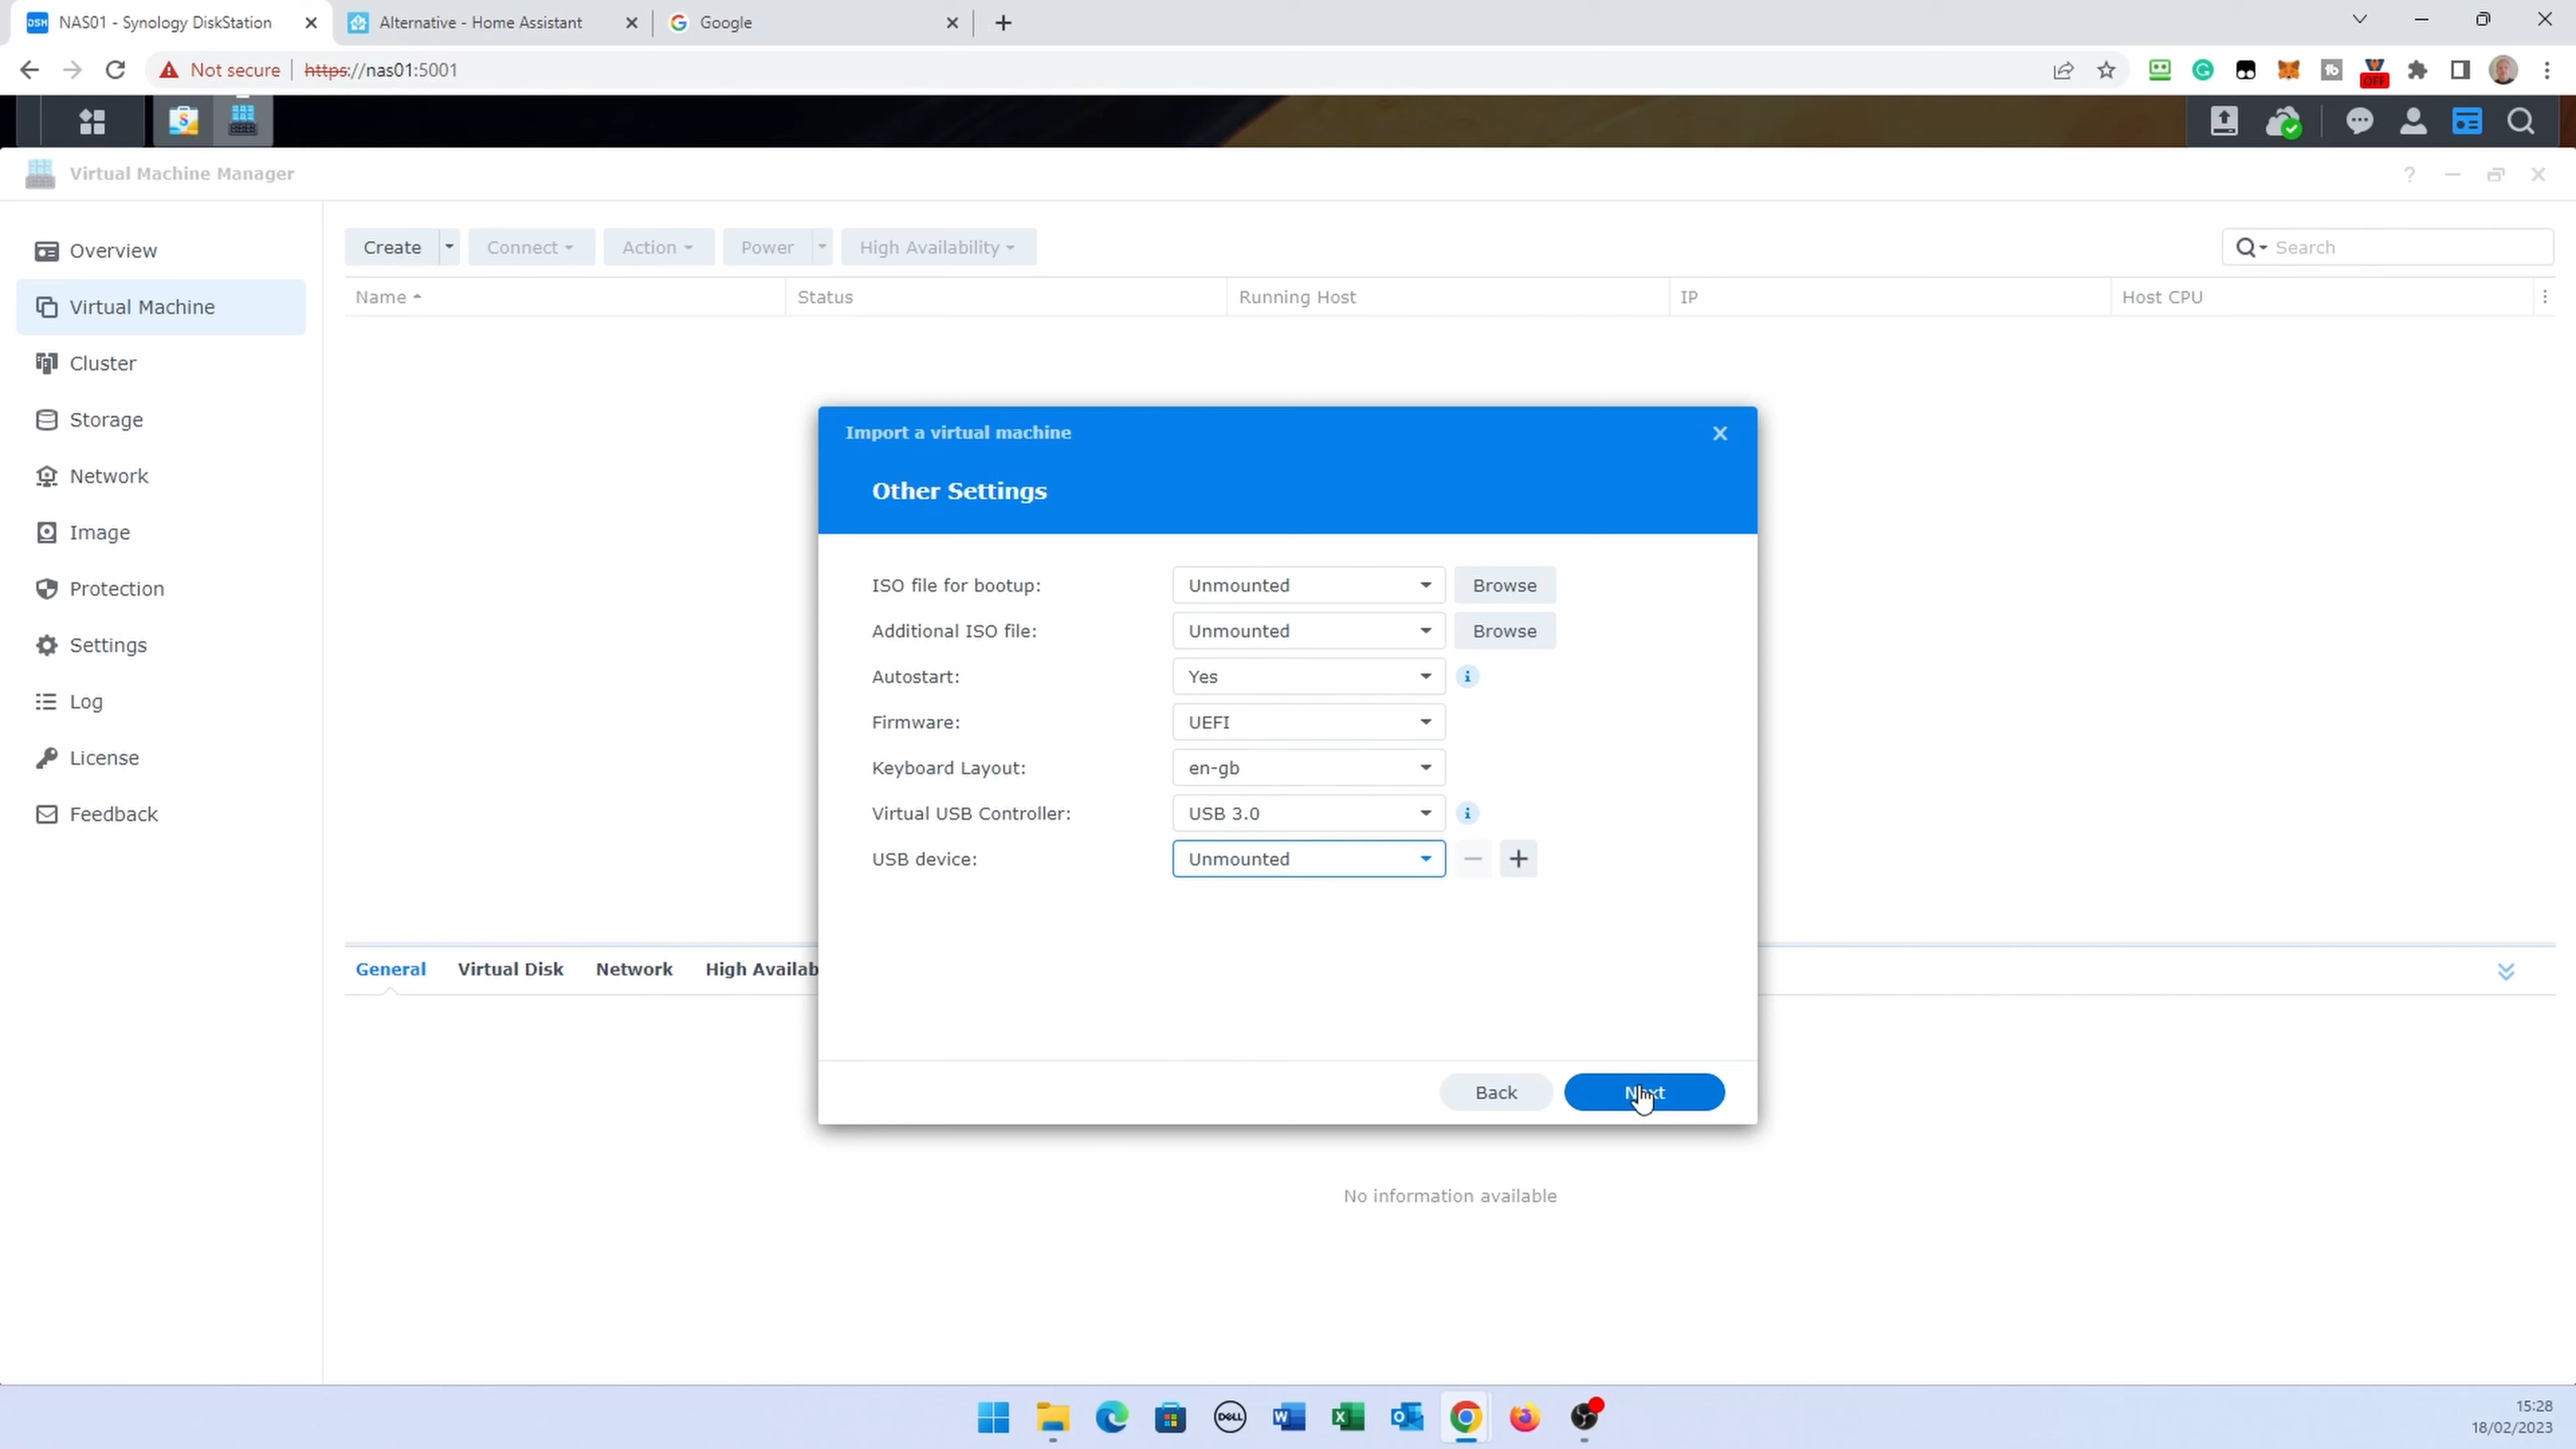 NAS01 - Synology DiskStation
Alternative - Home Assistant
Google
Not secure
https://nas01:5001
OFF
Virtual Machine Manager
Overview
Virtual Machine
Cluster
Storage
Network
Image
Protection
Settings
Log
License
Feedback
Create
Connect
Action
Power
High Availability
Search
Name
Status
Running Host
IP
Host CPU
Import a virtual machine
Other Settings
ISO file for bootup: Unmounted Browse
Additional ISO file: Unmounted Browse
Autostart: Yes
Firmware: UEFI
Keyboard Layout: en-gb
Virtual USB Controller: USB 3.0
USB device: Unmounted
Back Next
General Virtual Disk Network High Availab
No information available
DELL
15:28
18/02/2023